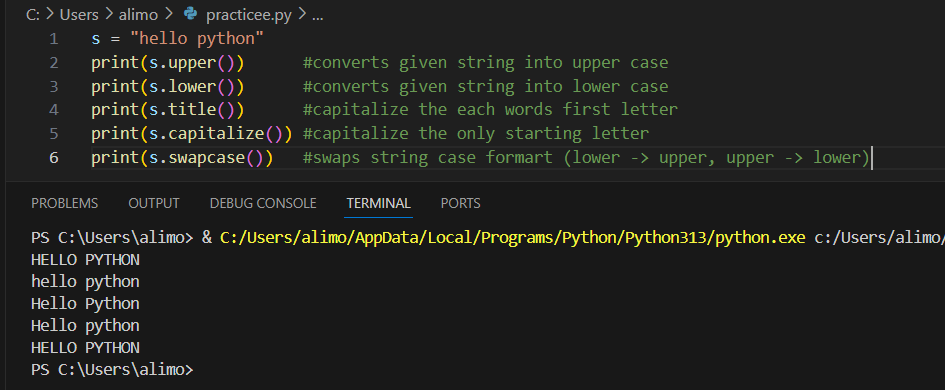 C: > Users > alimo > practicee.py > ...
1 s = "hello python"
2 print(s.upper()) #converts given string into upper case
3 print(s.lower()) #converts given string into lower case
4 print(s.title()) #capitalize the each words first letter
5 print(s.capitalize()) #capitalize the only starting letter
6 print(s.swapcase()) #swaps string case formart (lower -> upper, upper -> lower)
PROBLEMS OUTPUT DEBUG CONSOLE TERMINAL PORTS
PS C:\Users\alimo> & C:/Users/alimo/AppData/Local/Programs/Python/Python313/python.exe c:/Users/alimo/
HELLO PYTHON
hello python
Hello Python
Hello python
HELLO PYTHON
PS C:\Users\alimo>